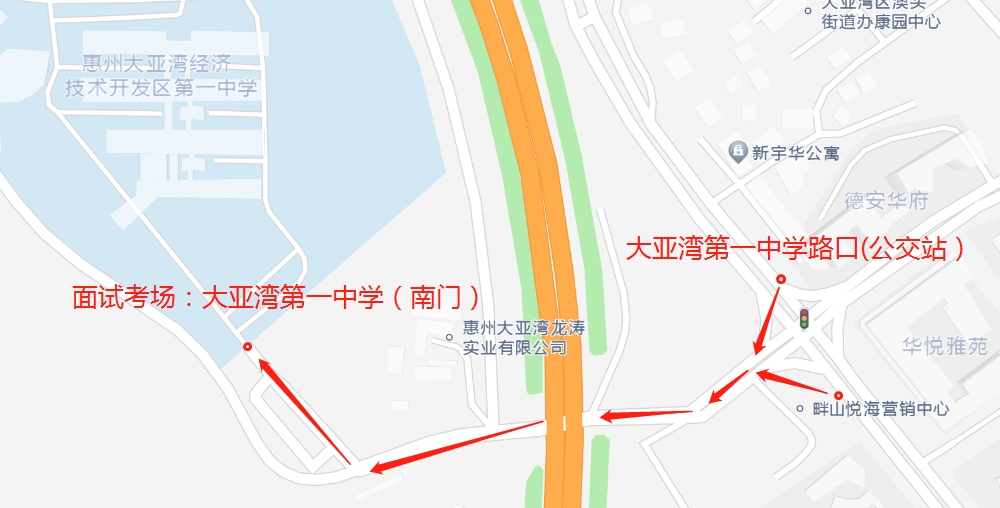 大亚湾区澳头
街道办康园中心
惠州大亚湾经济
技术开发区第一中学
新宇华公寓
德安华府
大亚湾第一中学路口(公交站）
面试考场：大亚湾第一中学（南门）
惠州大亚湾龙涛
实业有限公司
华悦雅苑
畔山悦海营销中心